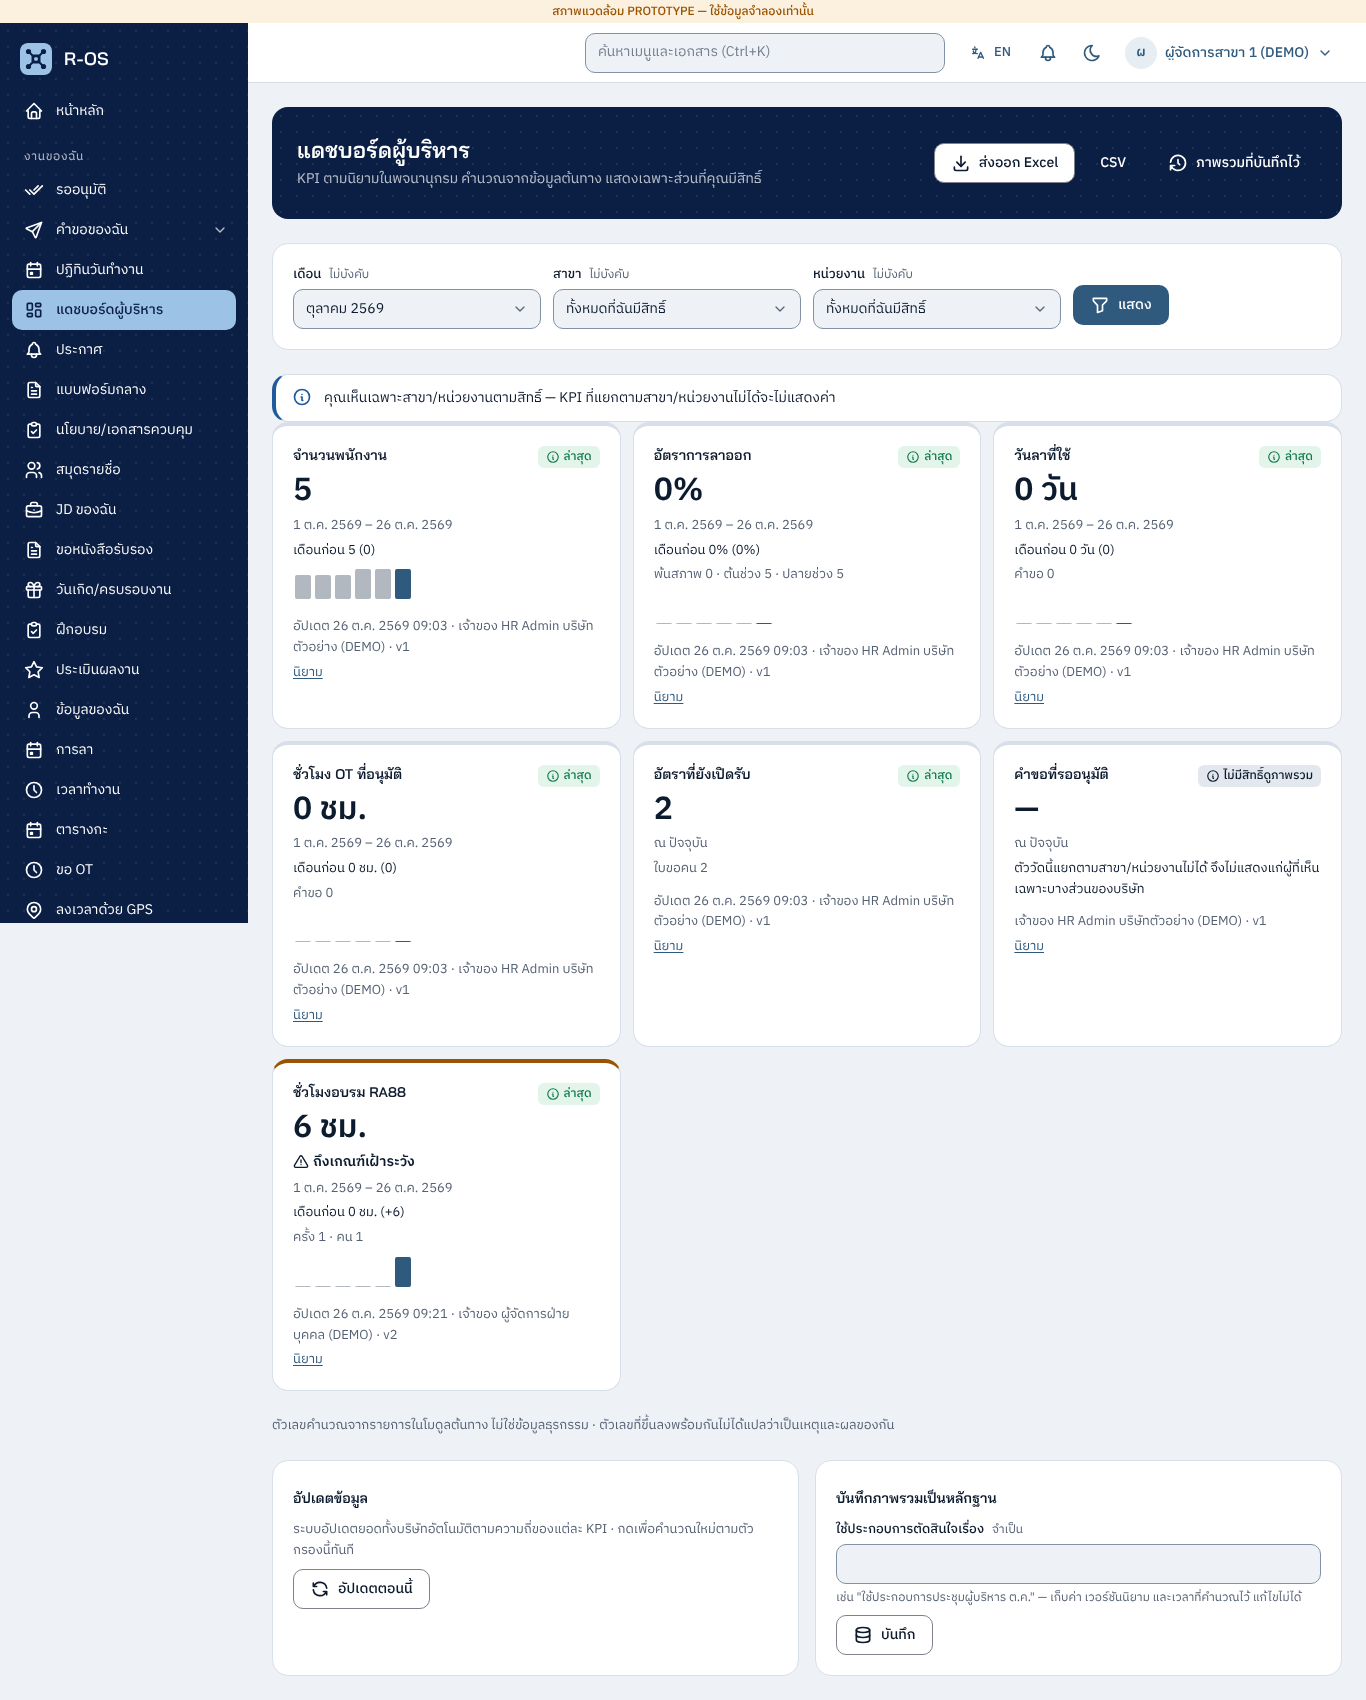 สภาพแวดล้อม PROTOTYPE — ใช้ข้อมูลจำลองเท่านั้น
R-OS
ค้นหาเมนูและเอกสาร (Ctrl+K)
EN
ผ
ผู้จัดการสาขา 1 (DEMO)
หน้าหลัก
งานของฉัน
รออนุมัติ
คำขอของฉัน
ปฏิทินวันทำงาน
แดชบอร์ดผู้บริหาร
ประกาศ
แบบฟอร์มกลาง
นโยบาย/เอกสารควบคุม
สมุดรายชื่อ
JD ของฉัน
ขอหนังสือรับรอง
วันเกิด/ครบรอบงาน
ฝึกอบรม
ประเมินผลงาน
ข้อมูลของฉัน
การลา
เวลาทำงาน
ตารางกะ
ขอ OT
ลงเวลาด้วย GPS
แดชบอร์ดผู้บริหาร
KPI ตามนิยามในพจนานุกรม คำนวณจากข้อมูลต้นทาง แสดงเฉพาะส่วนที่คุณมีสิทธิ์
ส่งออก Excel
CSV
ภาพรวมที่บันทึกไว้
เดือน ไม่บังคับ
ตุลาคม 2569
สาขา ไม่บังคับ
ทั้งหมดที่ฉันมีสิทธิ์
หน่วยงาน ไม่บังคับ
ทั้งหมดที่ฉันมีสิทธิ์
แสดง
คุณเห็นเฉพาะสาขา/หน่วยงานตามสิทธิ์ — KPI ที่แยกตามสาขา/หน่วยงานไม่ได้จะไม่แสดงค่า
จำนวนพนักงาน
ล่าสุด
5
1 ต.ค. 2569 – 26 ต.ค. 2569
เดือนก่อน 5 (0)
อัปเดต 26 ต.ค. 2569 09:03 · เจ้าของ HR Admin บริษัท
ตัวอย่าง (DEMO) · v1
นิยาม
อัตราการลาออก
ล่าสุด
0%
1 ต.ค. 2569 – 26 ต.ค. 2569
เดือนก่อน 0% (0%)
พ้นสภาพ 0 · ต้นช่วง 5 · ปลายช่วง 5
อัปเดต 26 ต.ค. 2569 09:03 · เจ้าของ HR Admin บริษัท
ตัวอย่าง (DEMO) · v1
นิยาม
วันลาที่ใช้
ล่าสุด
0 วัน
1 ต.ค. 2569 – 26 ต.ค. 2569
เดือนก่อน 0 วัน (0)
คำขอ 0
อัปเดต 26 ต.ค. 2569 09:03 · เจ้าของ HR Admin บริษัท
ตัวอย่าง (DEMO) · v1
นิยาม
ชั่วโมง OT ที่อนุมัติ
ล่าสุด
0 ชม.
1 ต.ค. 2569 – 26 ต.ค. 2569
เดือนก่อน 0 ชม. (0)
คำขอ 0
อัปเดต 26 ต.ค. 2569 09:03 · เจ้าของ HR Admin บริษัท
ตัวอย่าง (DEMO) · v1
นิยาม
อัตราที่ยังเปิดรับ
ล่าสุด
2
ณ ปัจจุบัน
ใบขอคน 2
อัปเดต 26 ต.ค. 2569 09:03 · เจ้าของ HR Admin บริษัท
ตัวอย่าง (DEMO) · v1
นิยาม
คำขอที่รออนุมัติ
ไม่มีสิทธิ์ดูภาพรวม
—
ณ ปัจจุบัน
ตัววัดนี้แยกตามสาขา/หน่วยงานไม่ได้ จึงไม่แสดงแก่ผู้ที่เห็น
เฉพาะบางส่วนของบริษัท
เจ้าของ HR Admin บริษัทตัวอย่าง (DEMO) · v1
นิยาม
ชั่วโมงอบรม RA88
ล่าสุด
6 ชม.
ถึงเกณฑ์เฝ้าระวัง
1 ต.ค. 2569 – 26 ต.ค. 2569
เดือนก่อน 0 ชม. (+6)
ครั้ง 1 · คน 1
อัปเดต 26 ต.ค. 2569 09:21 · เจ้าของ ผู้จัดการฝ่าย
บุคคล (DEMO) · v2
นิยาม
ตัวเลขคำนวณจากรายการในโมดูลต้นทาง ไม่ใช่ข้อมูลธุรกรรม · ตัวเลขที่ขึ้นลงพร้อมกันไม่ได้แปลว่าเป็นเหตุและผลของกัน
อัปเดตข้อมูล
ระบบอัปเดตยอดทั้งบริษัทอัตโนมัติตามความถี่ของแต่ละ KPI · กดเพื่อคำนวณใหม่ตามตัว
กรองนี้ทันที
อัปเดตตอนนี้
บันทึกภาพรวมเป็นหลักฐาน
ใช้ประกอบการตัดสินใจเรื่อง จำเป็น
เช่น "ใช้ประกอบการประชุมผู้บริหาร ต.ค." — เก็บค่า เวอร์ชันนิยาม และเวลาที่คำนวณไว้ แก้ไขไม่ได้
บันทึก